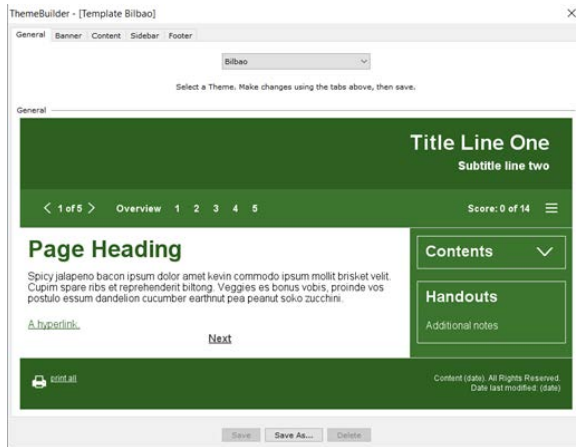 ThemeBuilder - [Template Bilbao]
General Banner Content Sidebar Footer
Bilbao
Select a Theme. Make changes using the tabs above, then save.
General
Title Line One
Subtitle line two
1 of 5 Overview 1 2 3 4 5 Score: 0 of 14
Page Heading
Spicy jalapeno bacon ipsum dolor amet kevin commodo ipsum mollit brisket velit.
Cupim spare ribs et reprehenderit biltong. Veggies es bonus vobis, proinde vos
postulo essum dandelion cucumber earthnut pea peanut soko zucchini.
A hyperlink.
Next
Contents
Handouts
Additional notes
print all
Content (date). All Rights Reserved.
Date last modified: (date)
Save Save As... Delete